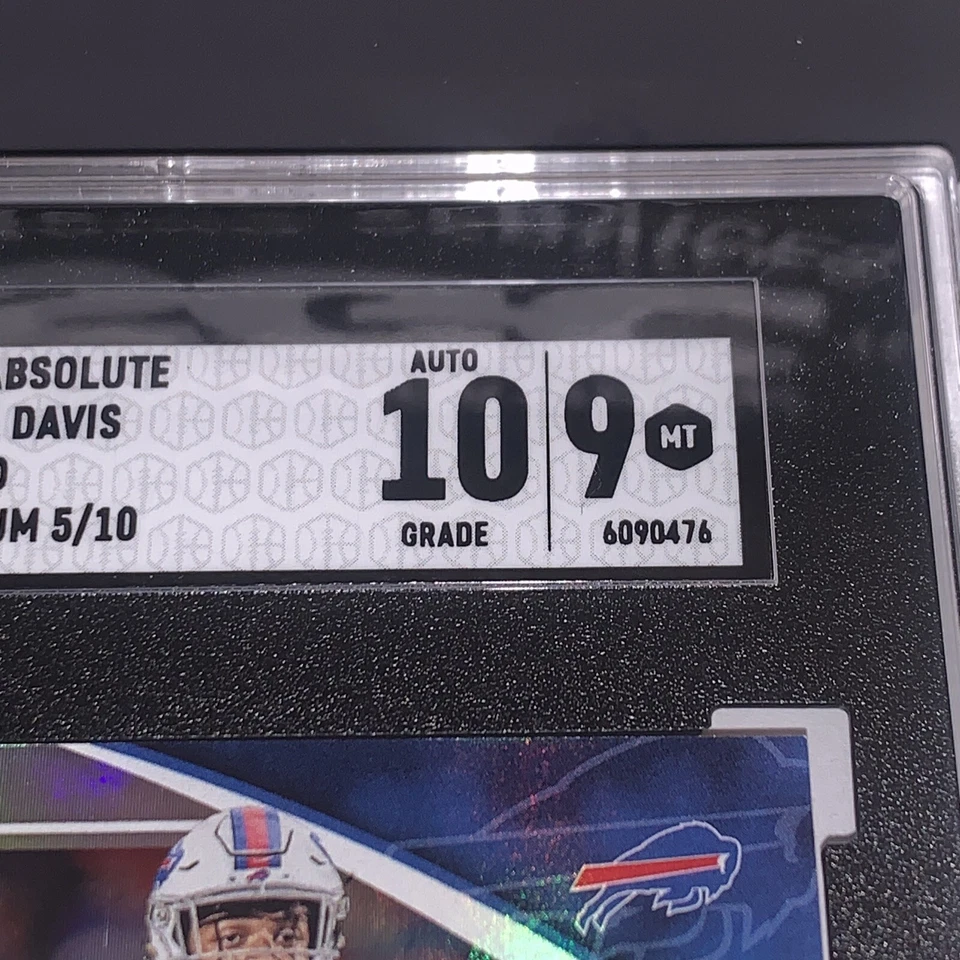 ABSOLUTE
DAVIS
UM 5/10
AUTO
10
GRADE
9 MT
6090476